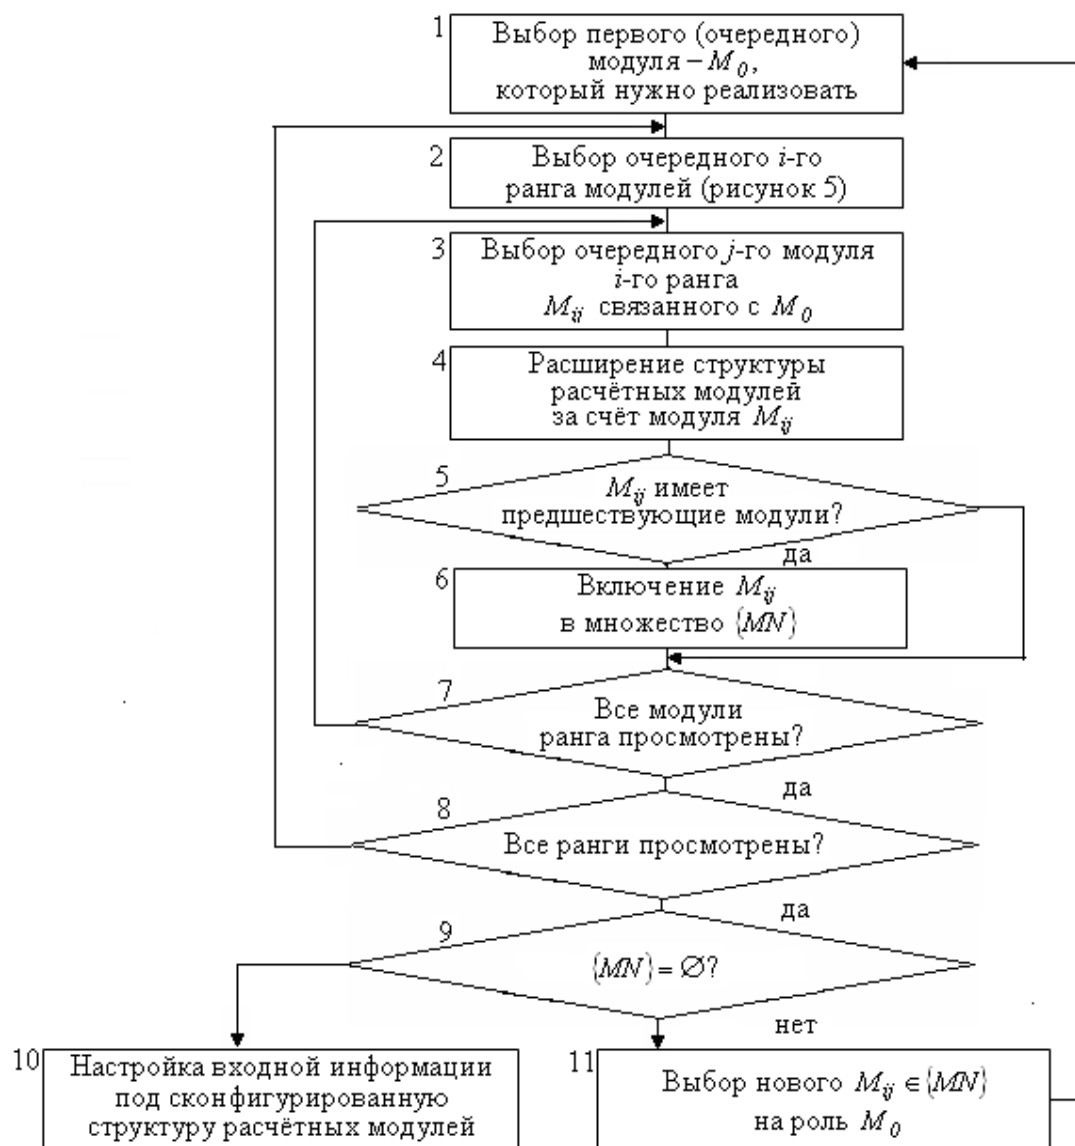 1
Выбор первого (очередного)
модуля – M₀,
который нужно реализовать
2
Выбор очередного i-го
ранга модулей (рисунок 5)
3
Выбор очередного j-го модуля
i-го ранга
Mᵢⱼ связанного с M₀
4
Расширение структуры
расчётных модулей
за счёт модуля Mᵢⱼ
5
Mᵢⱼ имеет
предшествующие модули?
да
6
Включение Mᵢⱼ
в множество (MN)
7
Все модули
ранга просмотрены?
да
8
Все ранги просмотрены?
да
9
(MN) = ∅?
нет
10
Настройка входной информации
под сконфигурированную
структуру расчётных модулей
11
Выбор нового Mᵢⱼ ∈ (MN)
на роль M₀